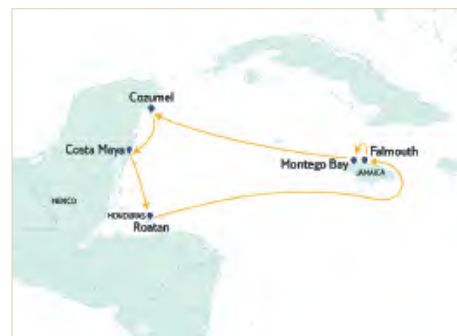 Cozumel
Costa Maya
Falmouth
Montego Bay
JAMAICA
MEXICO
HONDURAS
Roatan